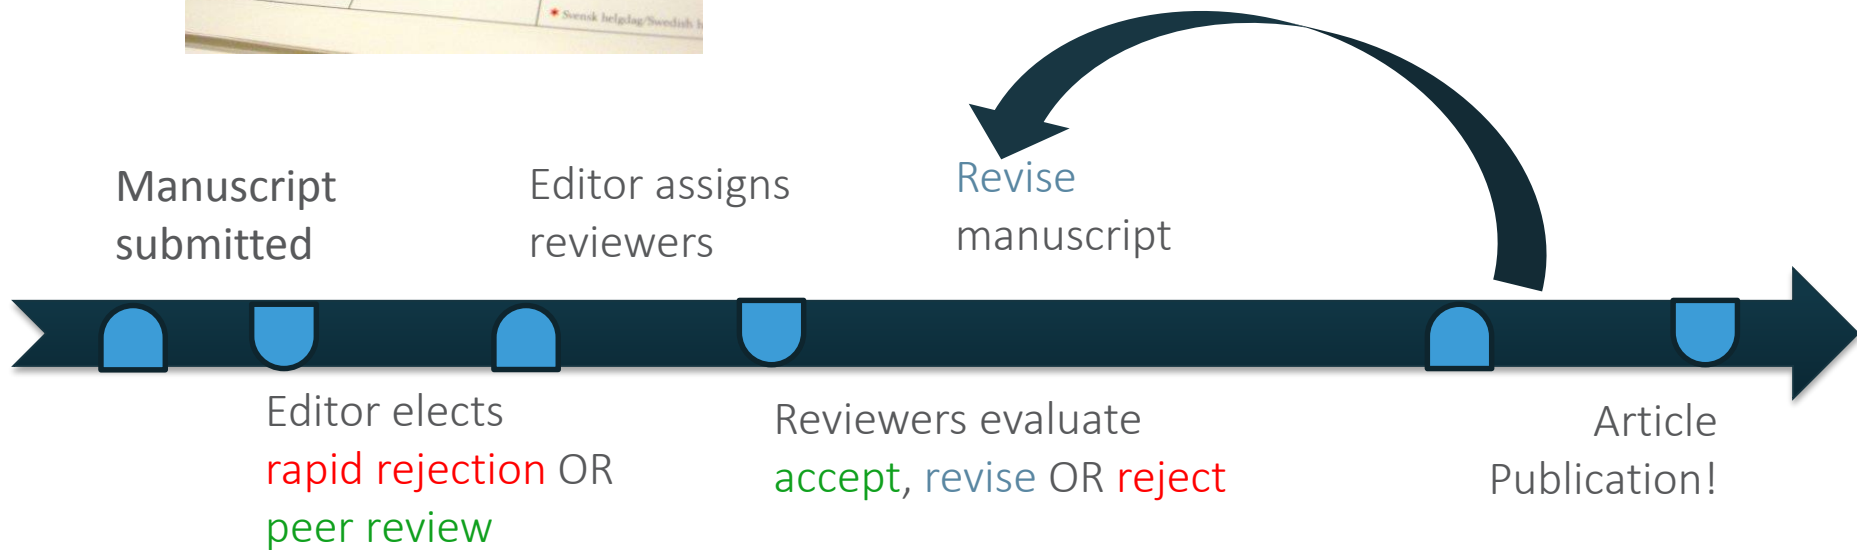 * Svensk helgdag/Swedish
Manuscript
submitted
Editor assigns
reviewers
Revise
manuscript
Editor elects
rapid rejection OR
peer review
Reviewers evaluate
accept, revise OR reject
Article
Publication!